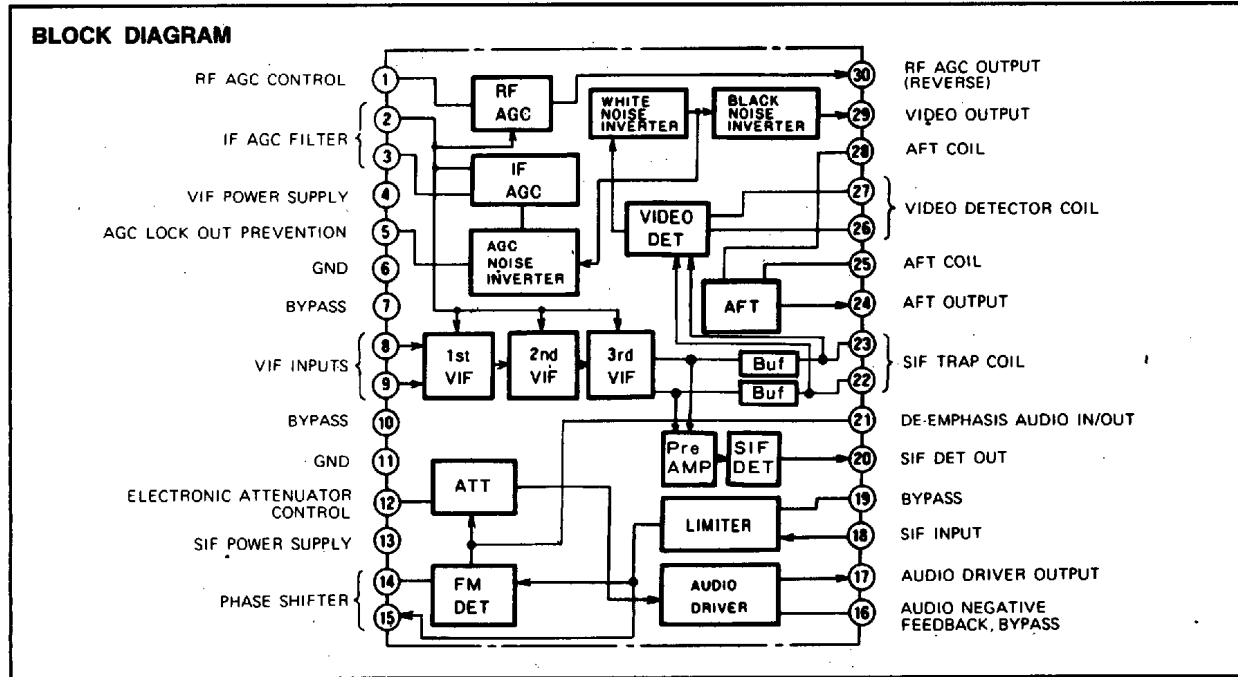 BLOCK DIAGRAM
RF AGC CONTROL
1
IF AGC FILTER
2
3
VIF POWER SUPPLY
4
AGC LOCK OUT PREVENTION
5
GND
6
BYPASS
7
VIF INPUTS
8
9
BYPASS
10
GND
11
ELECTRONIC ATTENUATOR
CONTROL
12
SIF POWER SUPPLY
13
PHASE SHIFTER
14
15
RF
AGC
IF
AGC
AGC
NOISE
INVERTER
WHITE
NOISE
INVERTER
BLACK
NOISE
INVERTER
VIDEO
DET
AFT
1st
VIF
2nd
VIF
3rd
VIF
Buf
Buf
Pre
AMP
SIF
DET
ATT
LIMITER
FM
DET
AUDIO
DRIVER
30
RF AGC OUTPUT
(REVERSE)
29
VIDEO OUTPUT
28
AFT COIL
27
26
VIDEO DETECTOR COIL
25
AFT COIL
24
AFT OUTPUT
23
22
SIF TRAP COIL
21
DE-EMPHASIS AUDIO IN/OUT
20
SIF DET OUT
19
BYPASS
18
SIF INPUT
17
AUDIO DRIVER OUTPUT
16
AUDIO NEGATIVE
FEEDBACK, BYPASS